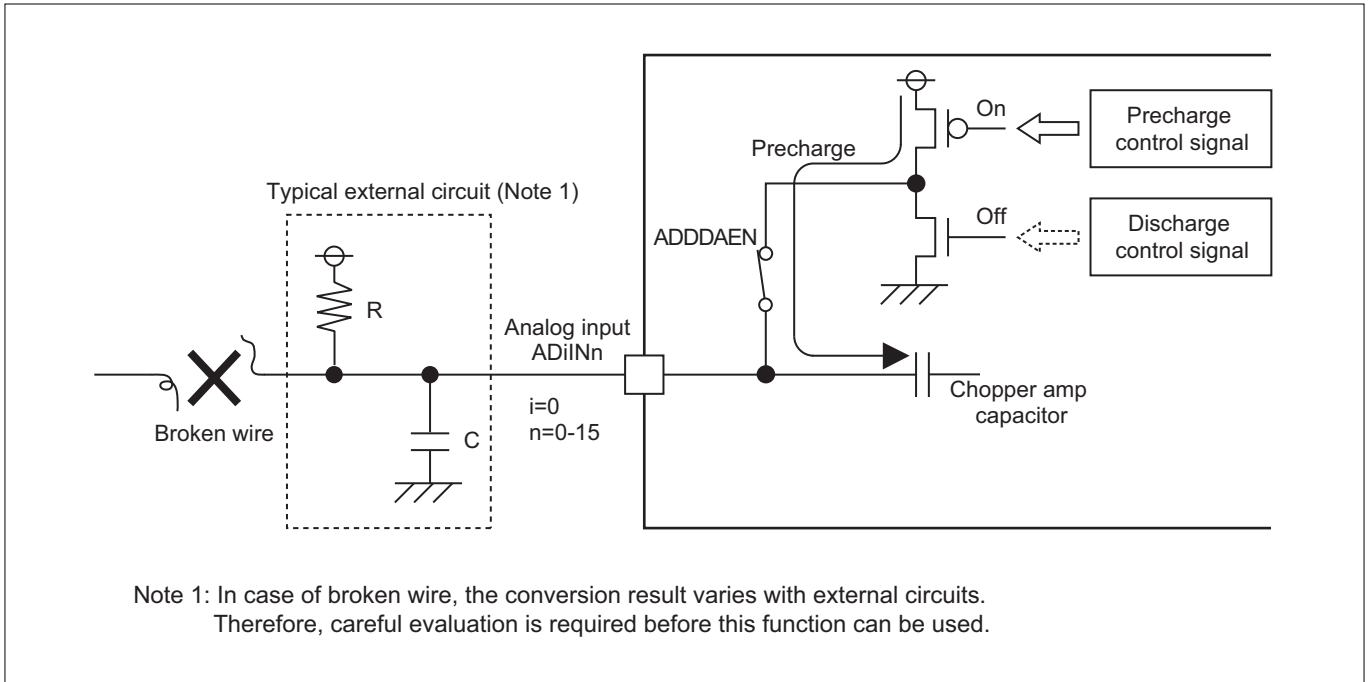 On
Precharge
control signal
Precharge
Typical external circuit (Note 1)
Off
Discharge
control signal
ADDDAEN
R
Analog input
ADiINn
Chopper amp
capacitor
i=0
n=0-15
Broken wire
C
Note 1: In case of broken wire, the conversion result varies with external circuits.
Therefore, careful evaluation is required before this function can be used.